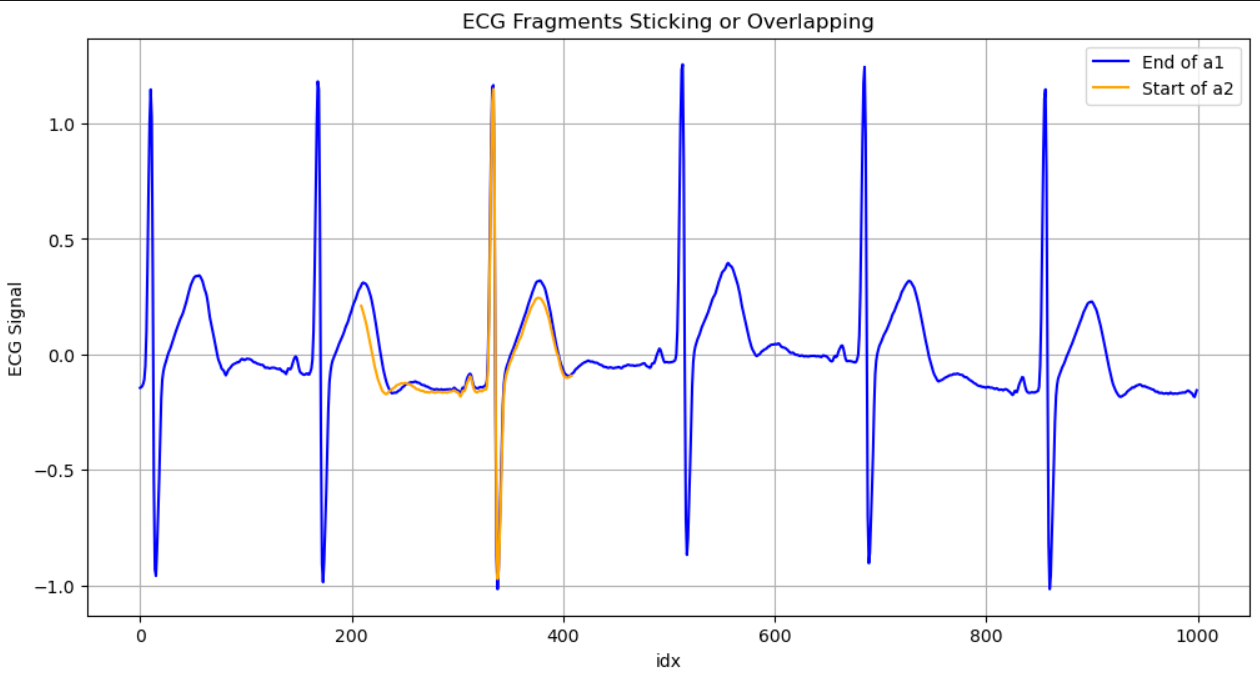 ECG Fragments Sticking or Overlapping
End of a1
Start of a2
ECG Signal
1.0
0.5
0.0
−0.5
−1.0
0
200
400
600
800
1000
idx